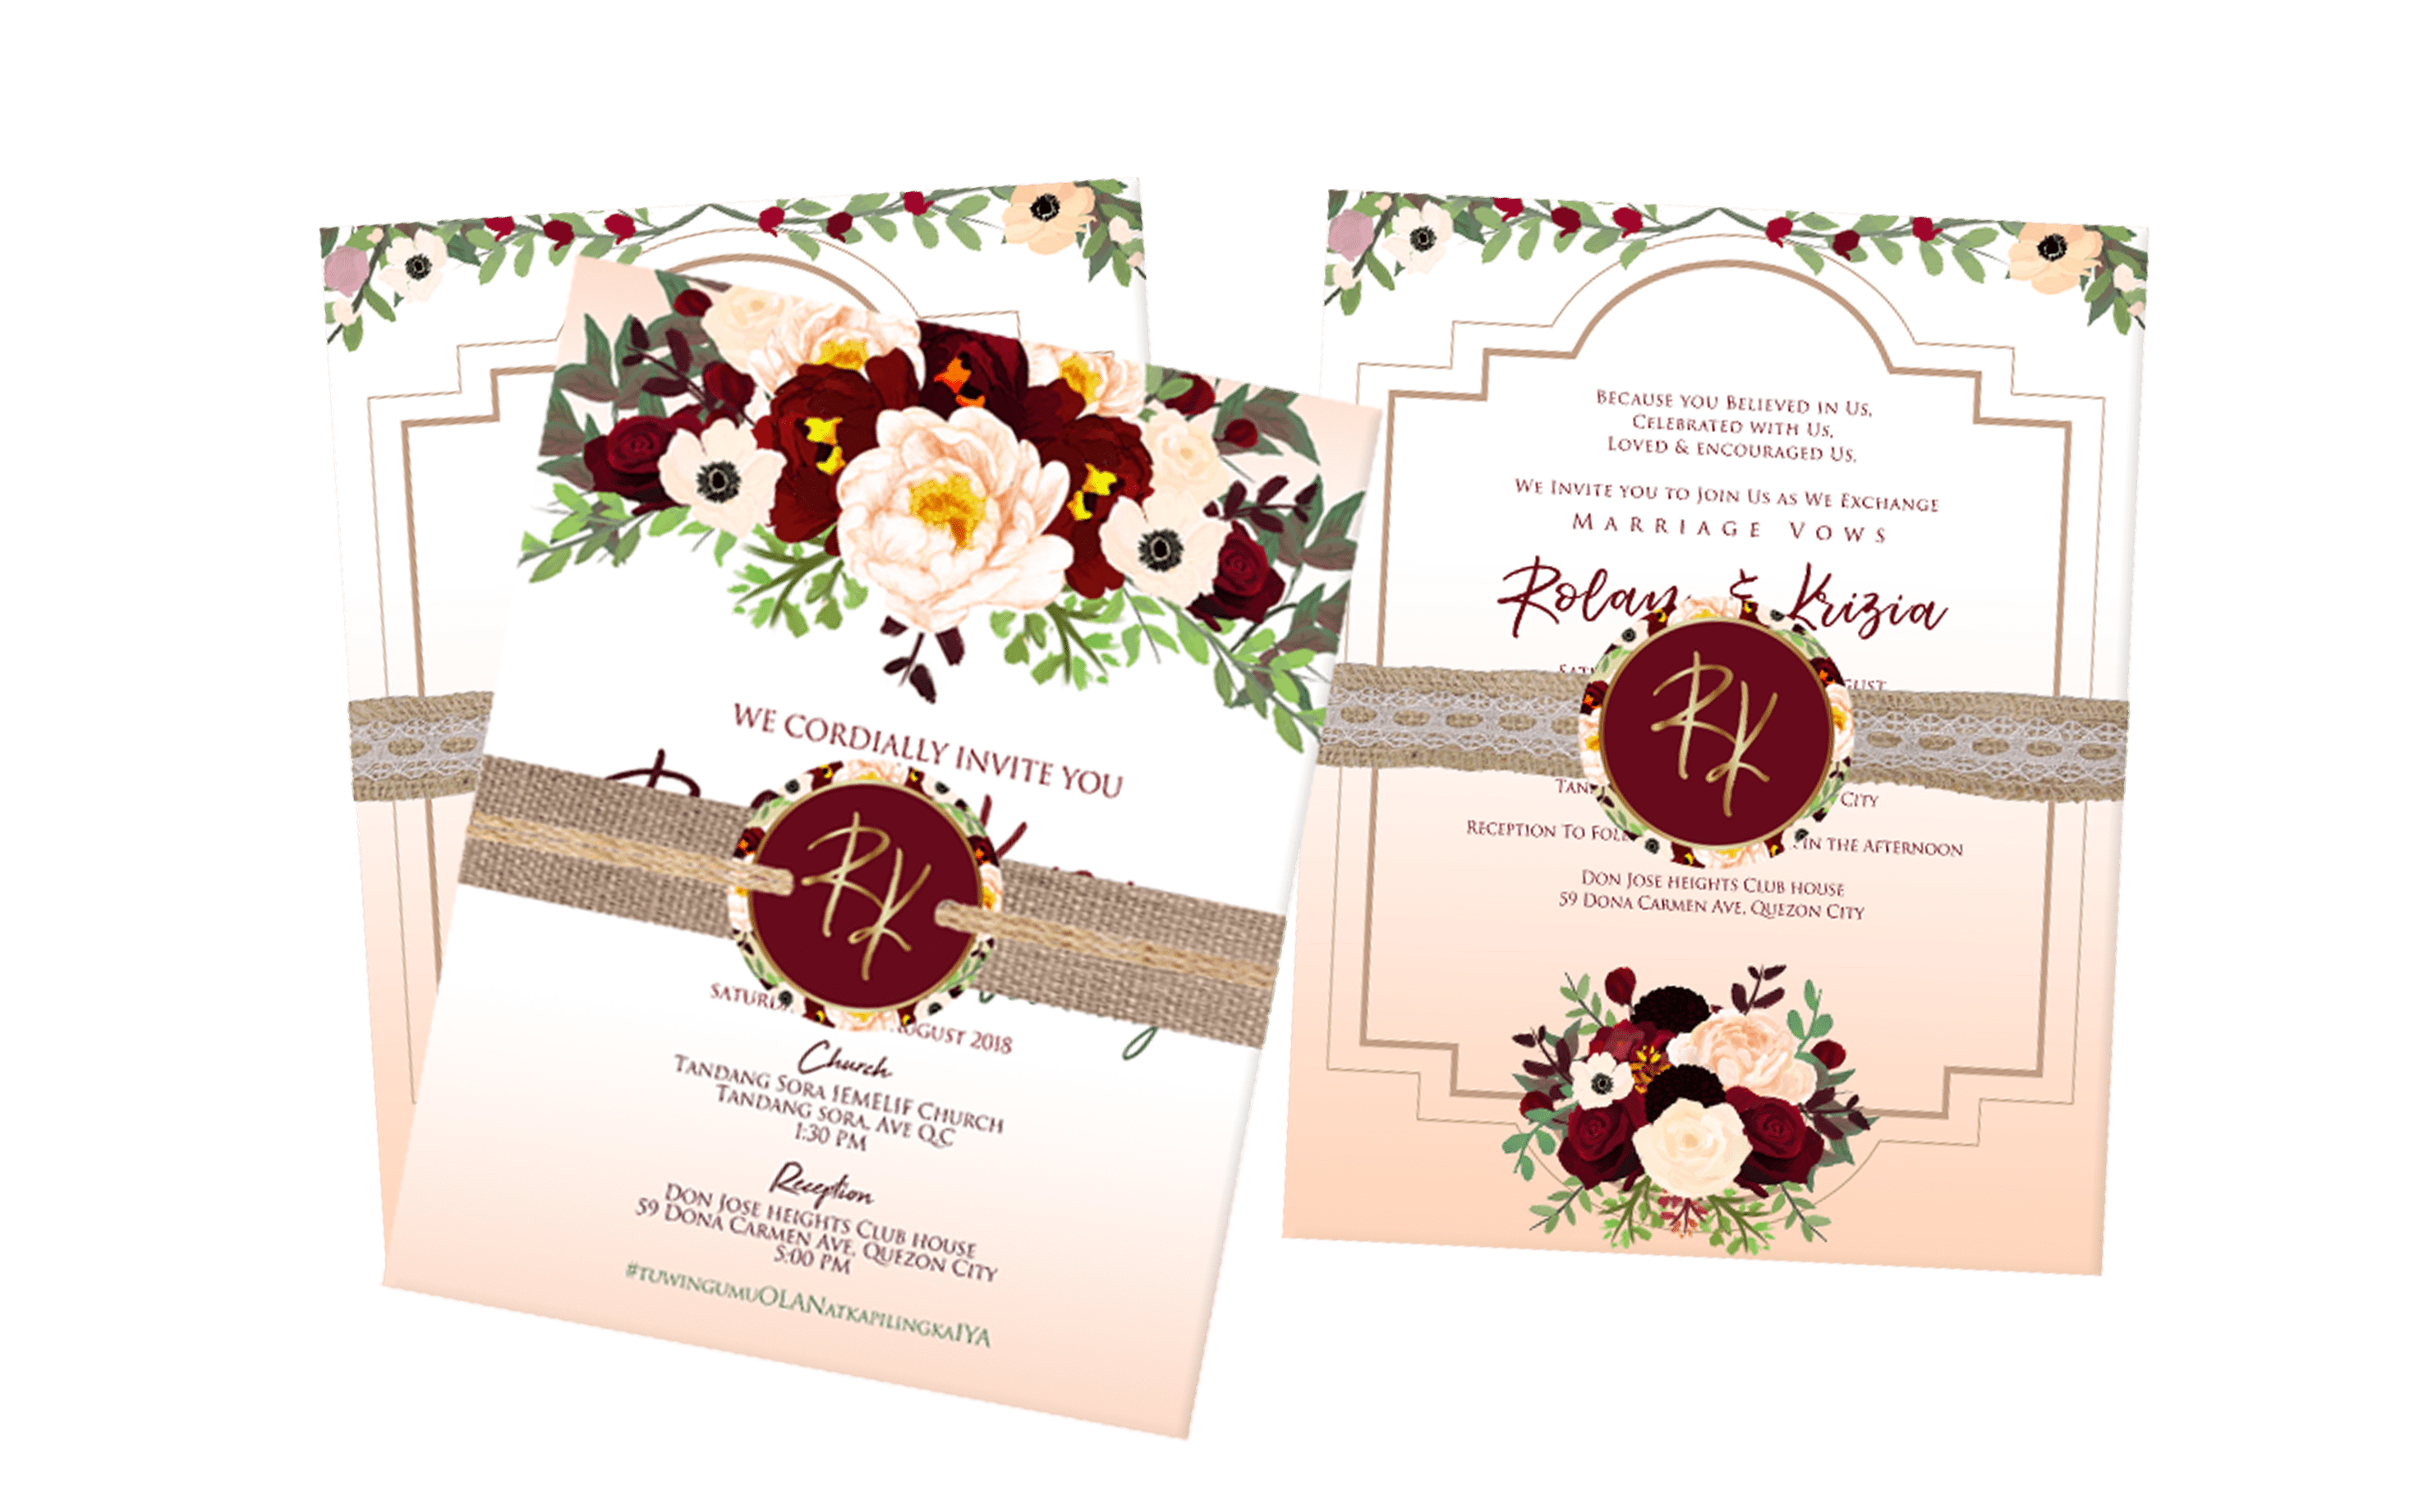 WE CORDIALLY INVITE YOU
RK
AUGUST 2018
Church
TANDANG SORA IEMELIF CHURCH
TANDANG SORA, AVE Q.C
1:30 PM
Reception
DON JOSE HEIGHTS CLUB HOUSE
59 DONA CARMEN AVE, QUEZON CITY
5:00 PM
#TUWINGUMUOLANATKAPILINGKAIYA
BECAUSE YOU BELIEVED IN US,
CELEBRATED WITH US,
LOVED & ENCOURAGED US.
WE INVITE YOU TO JOIN US AS WE EXCHANGE
MARRIAGE VOWS
& Krizia
RK
CITY
RECEPTION TO IN THE AFTERNOON
DON JOSE HEIGHTS CLUB HOUSE
59 DONA CARMEN AVE, QUEZON CITY